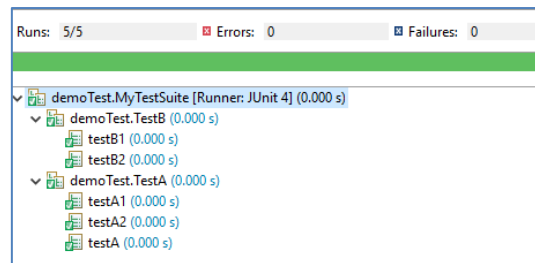 Runs: 5/5 Errors: 0 Failures: 0
demoTest.MyTestSuite [Runner: JUnit 4] (0.000 s)
demoTest.TestB (0.000 s)
testB1 (0.000 s)
testB2 (0.000 s)
demoTest.TestA (0.000 s)
testA1 (0.000 s)
testA2 (0.000 s)
testA (0.000 s)